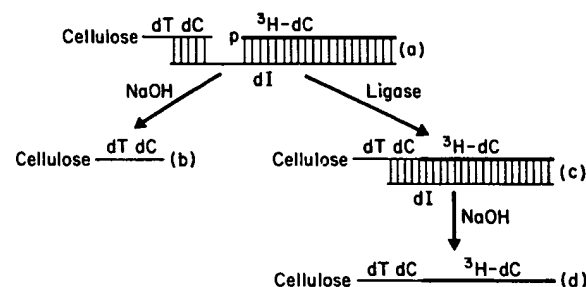 dT dC ³H-dC
Cellulose p (a)
dI
NaOH Ligase
dT dC
Cellulose (b)
dT dC ³H-dC
Cellulose (c)
dI
NaOH
dT dC ³H-dC
Cellulose (d)